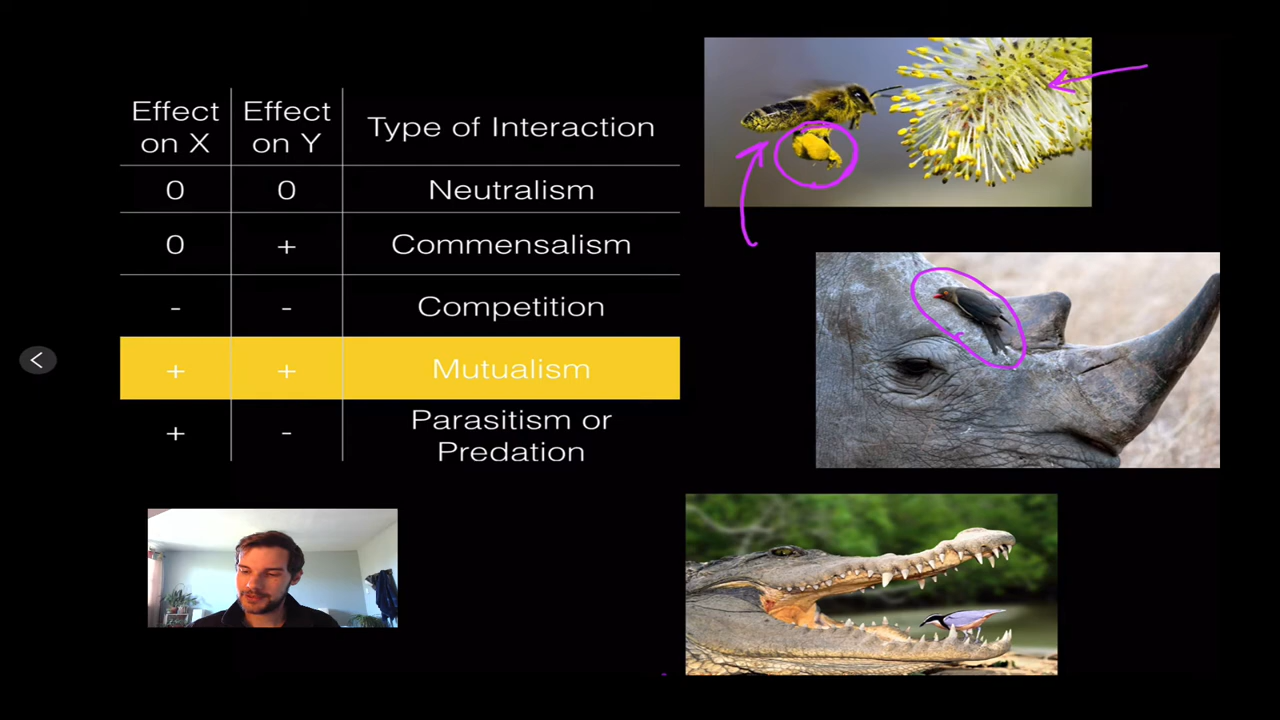 Effect Effect
on X on Y Type of Interaction
0 0 Neutralism
0 + Commensalism
- - Competition
+ + Mutualism
+ - Parasitism or
Predation